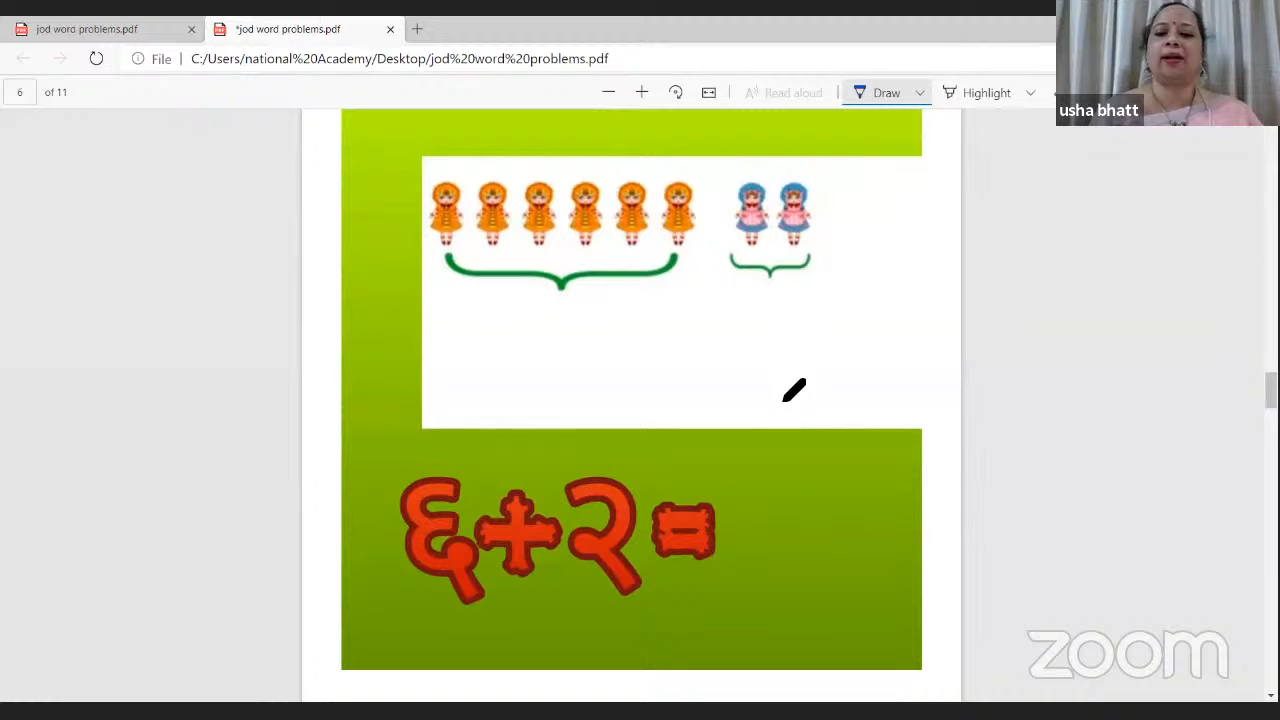 jod word problems.pdf
*jod word problems.pdf
File
C:/Users/national%20Academy/Desktop/jod%20word%20problems.pdf
6 of 11
Read aloud
Draw
Highlight
usha bhatt
६+२=
zoom